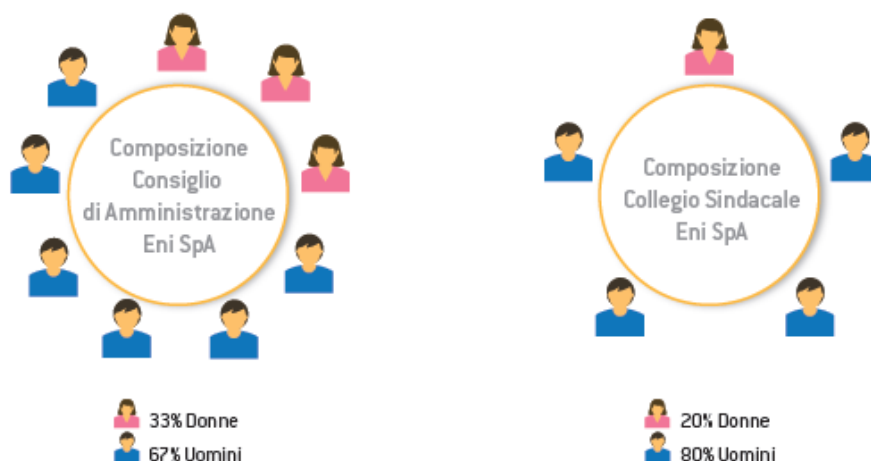 Composizione
Consiglio
di Amministrazione
Eni SpA
33% Donne
67% Uomini
Composizione
Collegio Sindacale
Eni SpA
20% Donne
80% Uomini